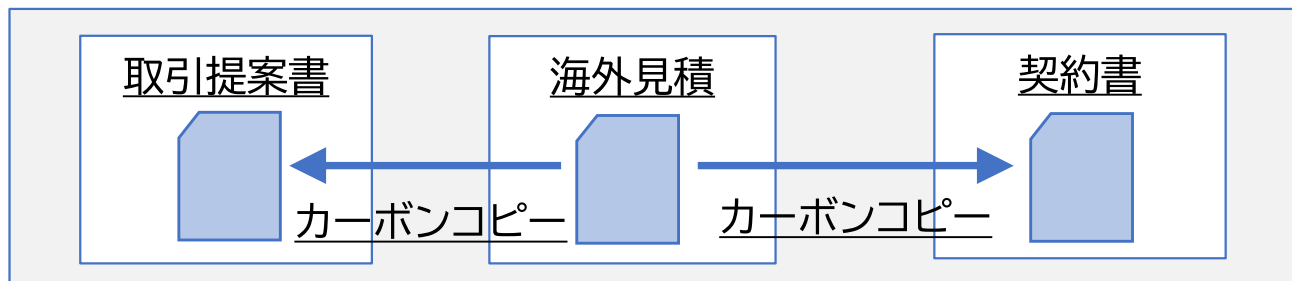 取引提案書
海外見積
契約書
カーボンコピー
カーボンコピー